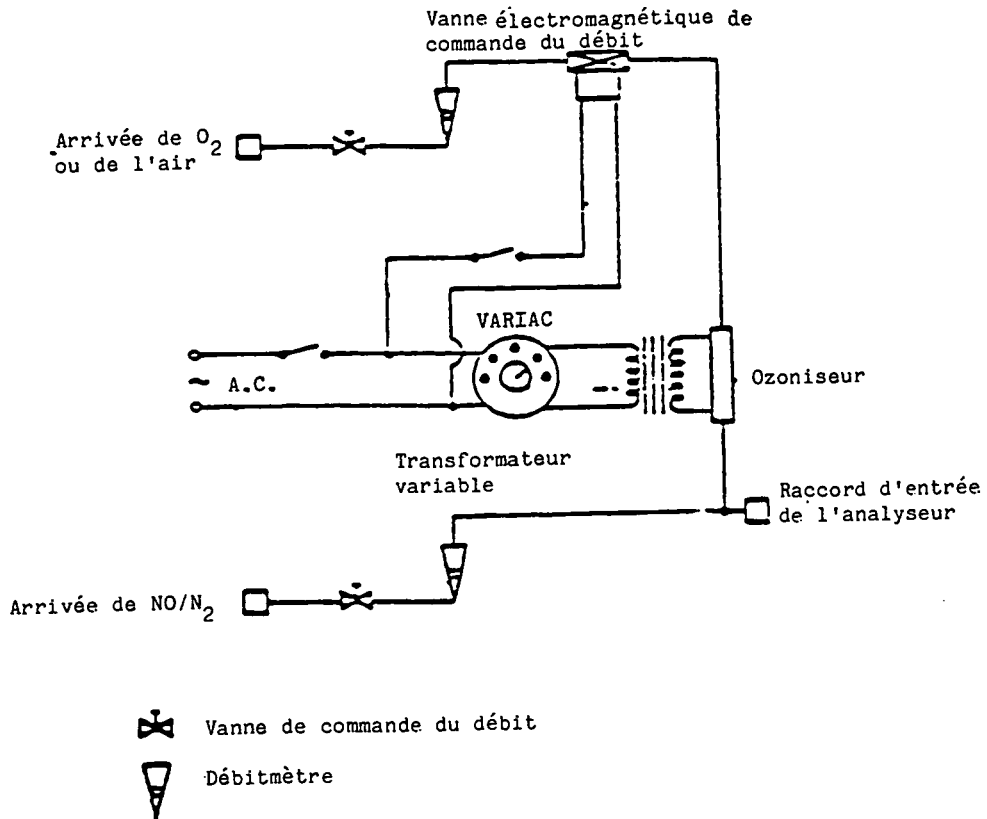 Vanne électromagnétique de
commande du débit
Arrivée de O2
ou de l'air
VARIAC
~ A.C.
Ozoniseur
Transformateur
variable
Raccord d'entrée
de l'analyseur
Arrivée de NO/N2
Vanne de commande du débit
Débitmètre